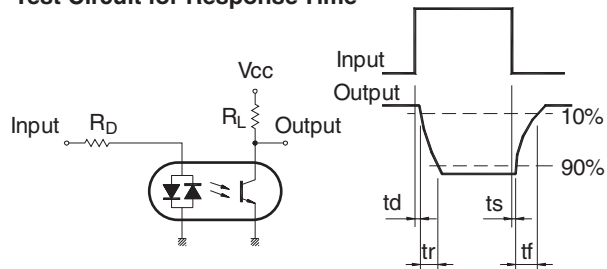 Test Circuit for Response Time
Input
RD
Vcc
RL
Output
Input
Output
10%
90%
td
ts
tr
tf